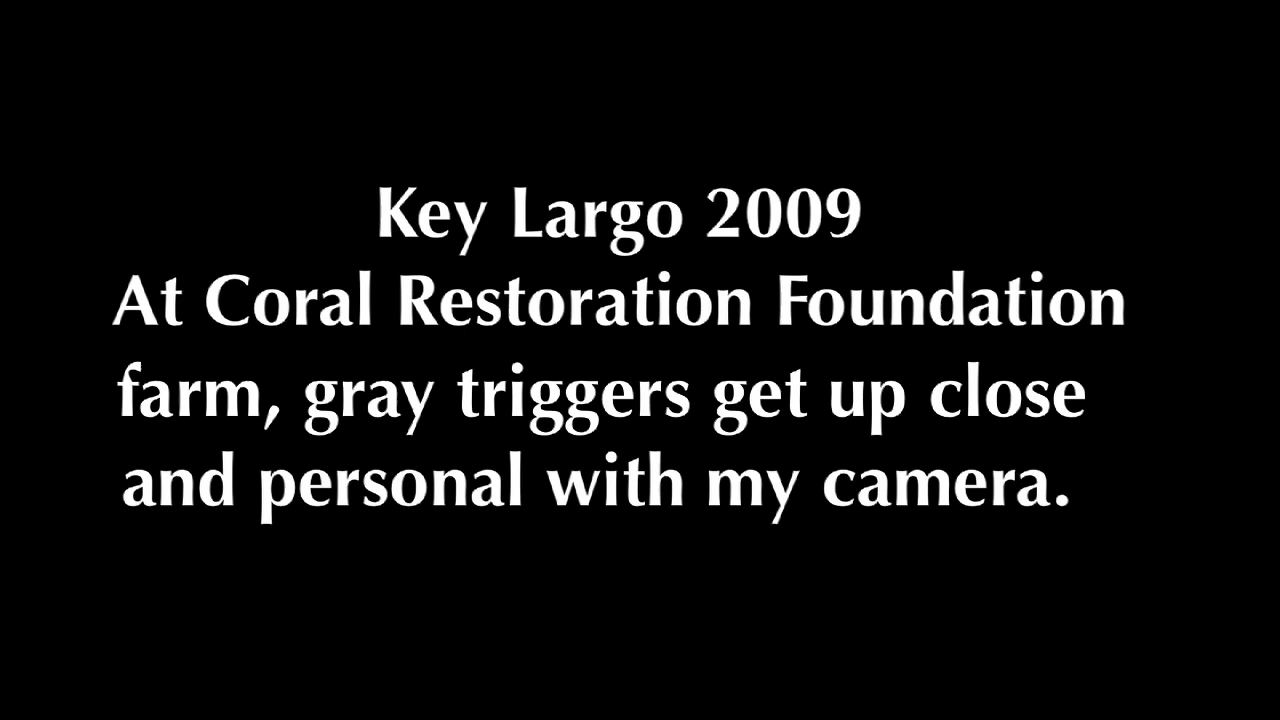 Key Largo 2009
At Coral Restoration Foundation
farm, gray triggers get up close
and personal with my camera.